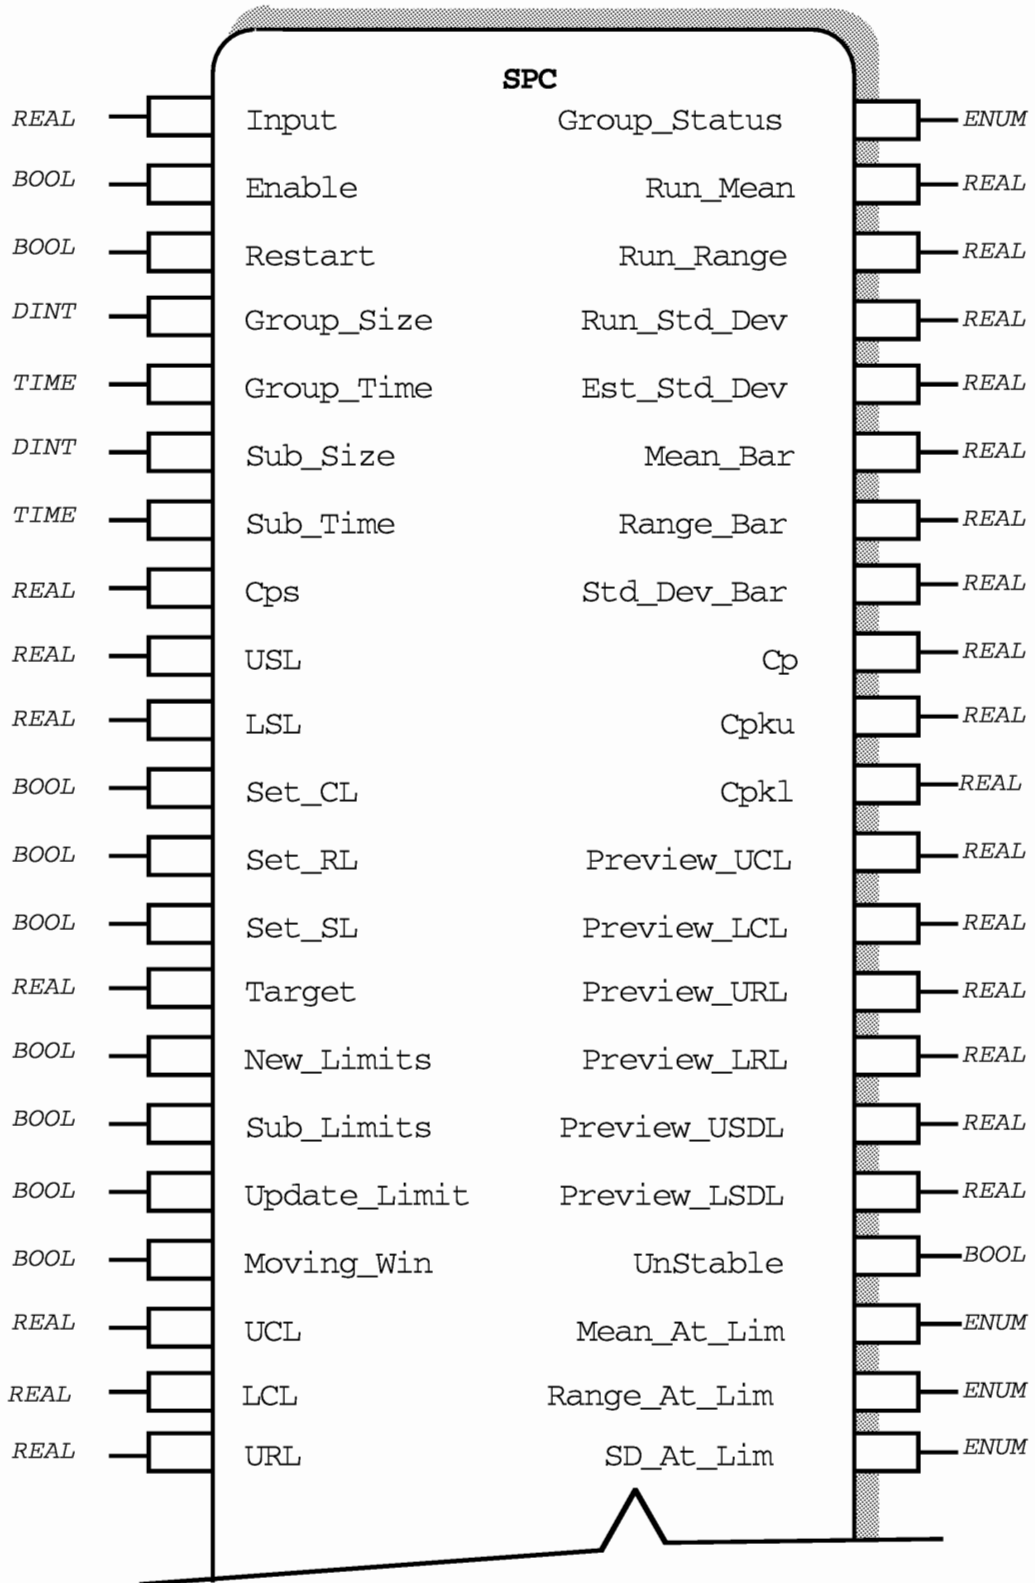 SPC
REAL Input Group_Status ENUM
BOOL Enable Run_Mean REAL
BOOL Restart Run_Range REAL
DINT Group_Size Run_Std_Dev REAL
TIME Group_Time Est_Std_Dev REAL
DINT Sub_Size Mean_Bar REAL
TIME Sub_Time Range_Bar REAL
REAL Cps Std_Dev_Bar REAL
REAL USL Cp REAL
REAL LSL Cpku REAL
BOOL Set_CL Cpkl REAL
BOOL Set_RL Preview_UCL REAL
BOOL Set_SL Preview_LCL REAL
REAL Target Preview_URL REAL
BOOL New_Limits Preview_LRL REAL
BOOL Sub_Limits Preview_USDL REAL
BOOL Update_Limit Preview_LSDL REAL
BOOL Moving_Win UnStable BOOL
REAL UCL Mean_At_Lim ENUM
REAL LCL Range_At_Lim ENUM
REAL URL SD_At_Lim ENUM